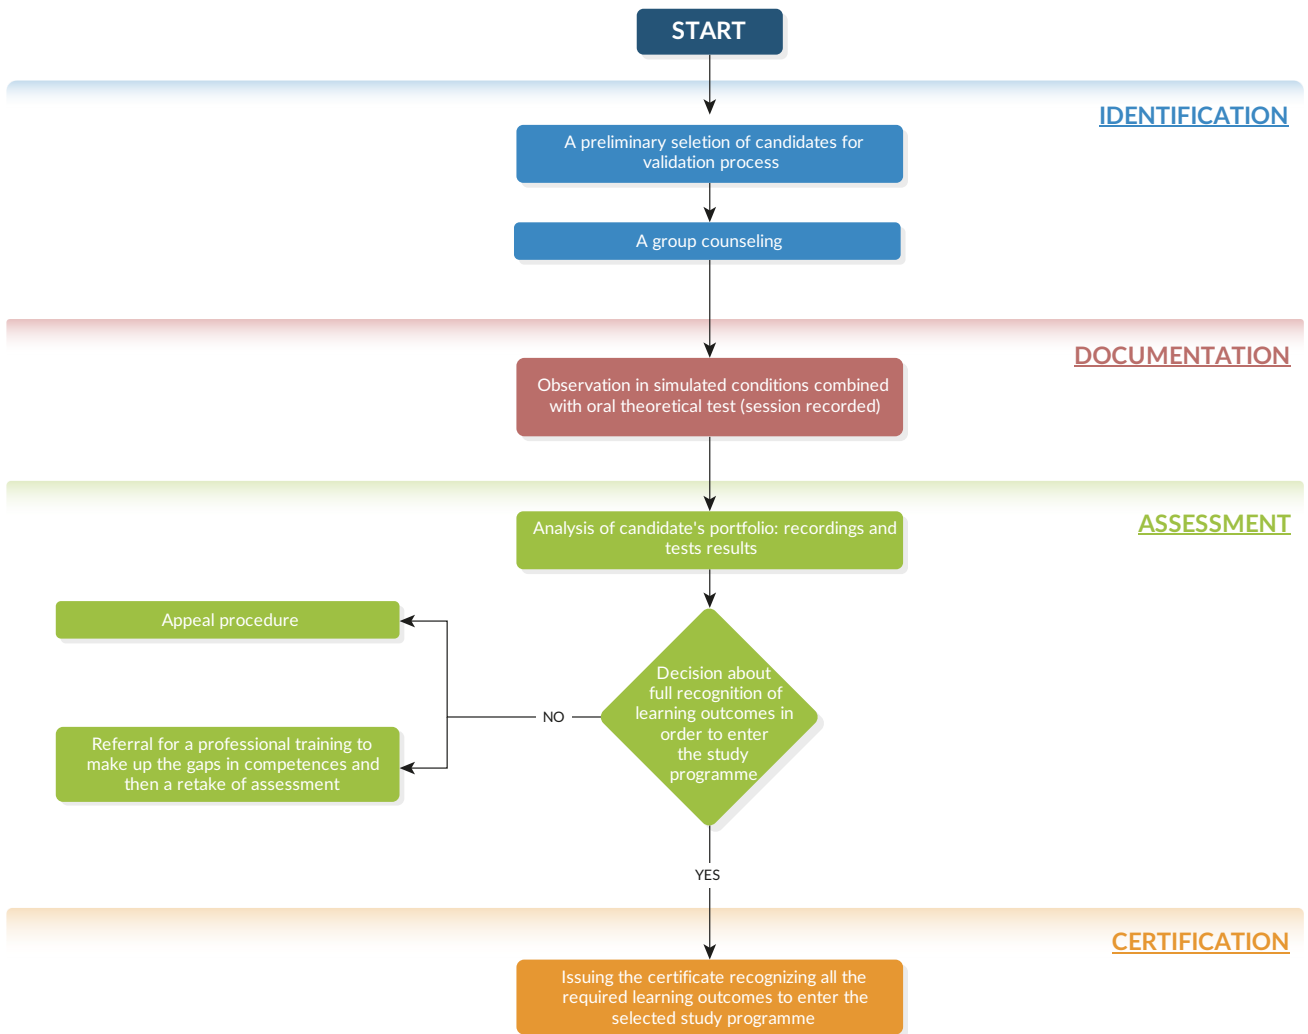 START
IDENTIFICATION
A preliminary seletion of candidates for
validation process
A group counseling
DOCUMENTATION
Observation in simulated conditions combined
with oral theoretical test (session recorded)
ASSESSMENT
Analysis of candidate's portfolio: recordings and
tests results
Appeal procedure
Decision about
full recognition of
learning outcomes in
order to enter
the study
programme
NO
Referral for a professional training to
make up the gaps in competences and
then a retake of assessment
YES
CERTIFICATION
Issuing the certificate recognizing all the
required learning outcomes to enter the
selected study programme